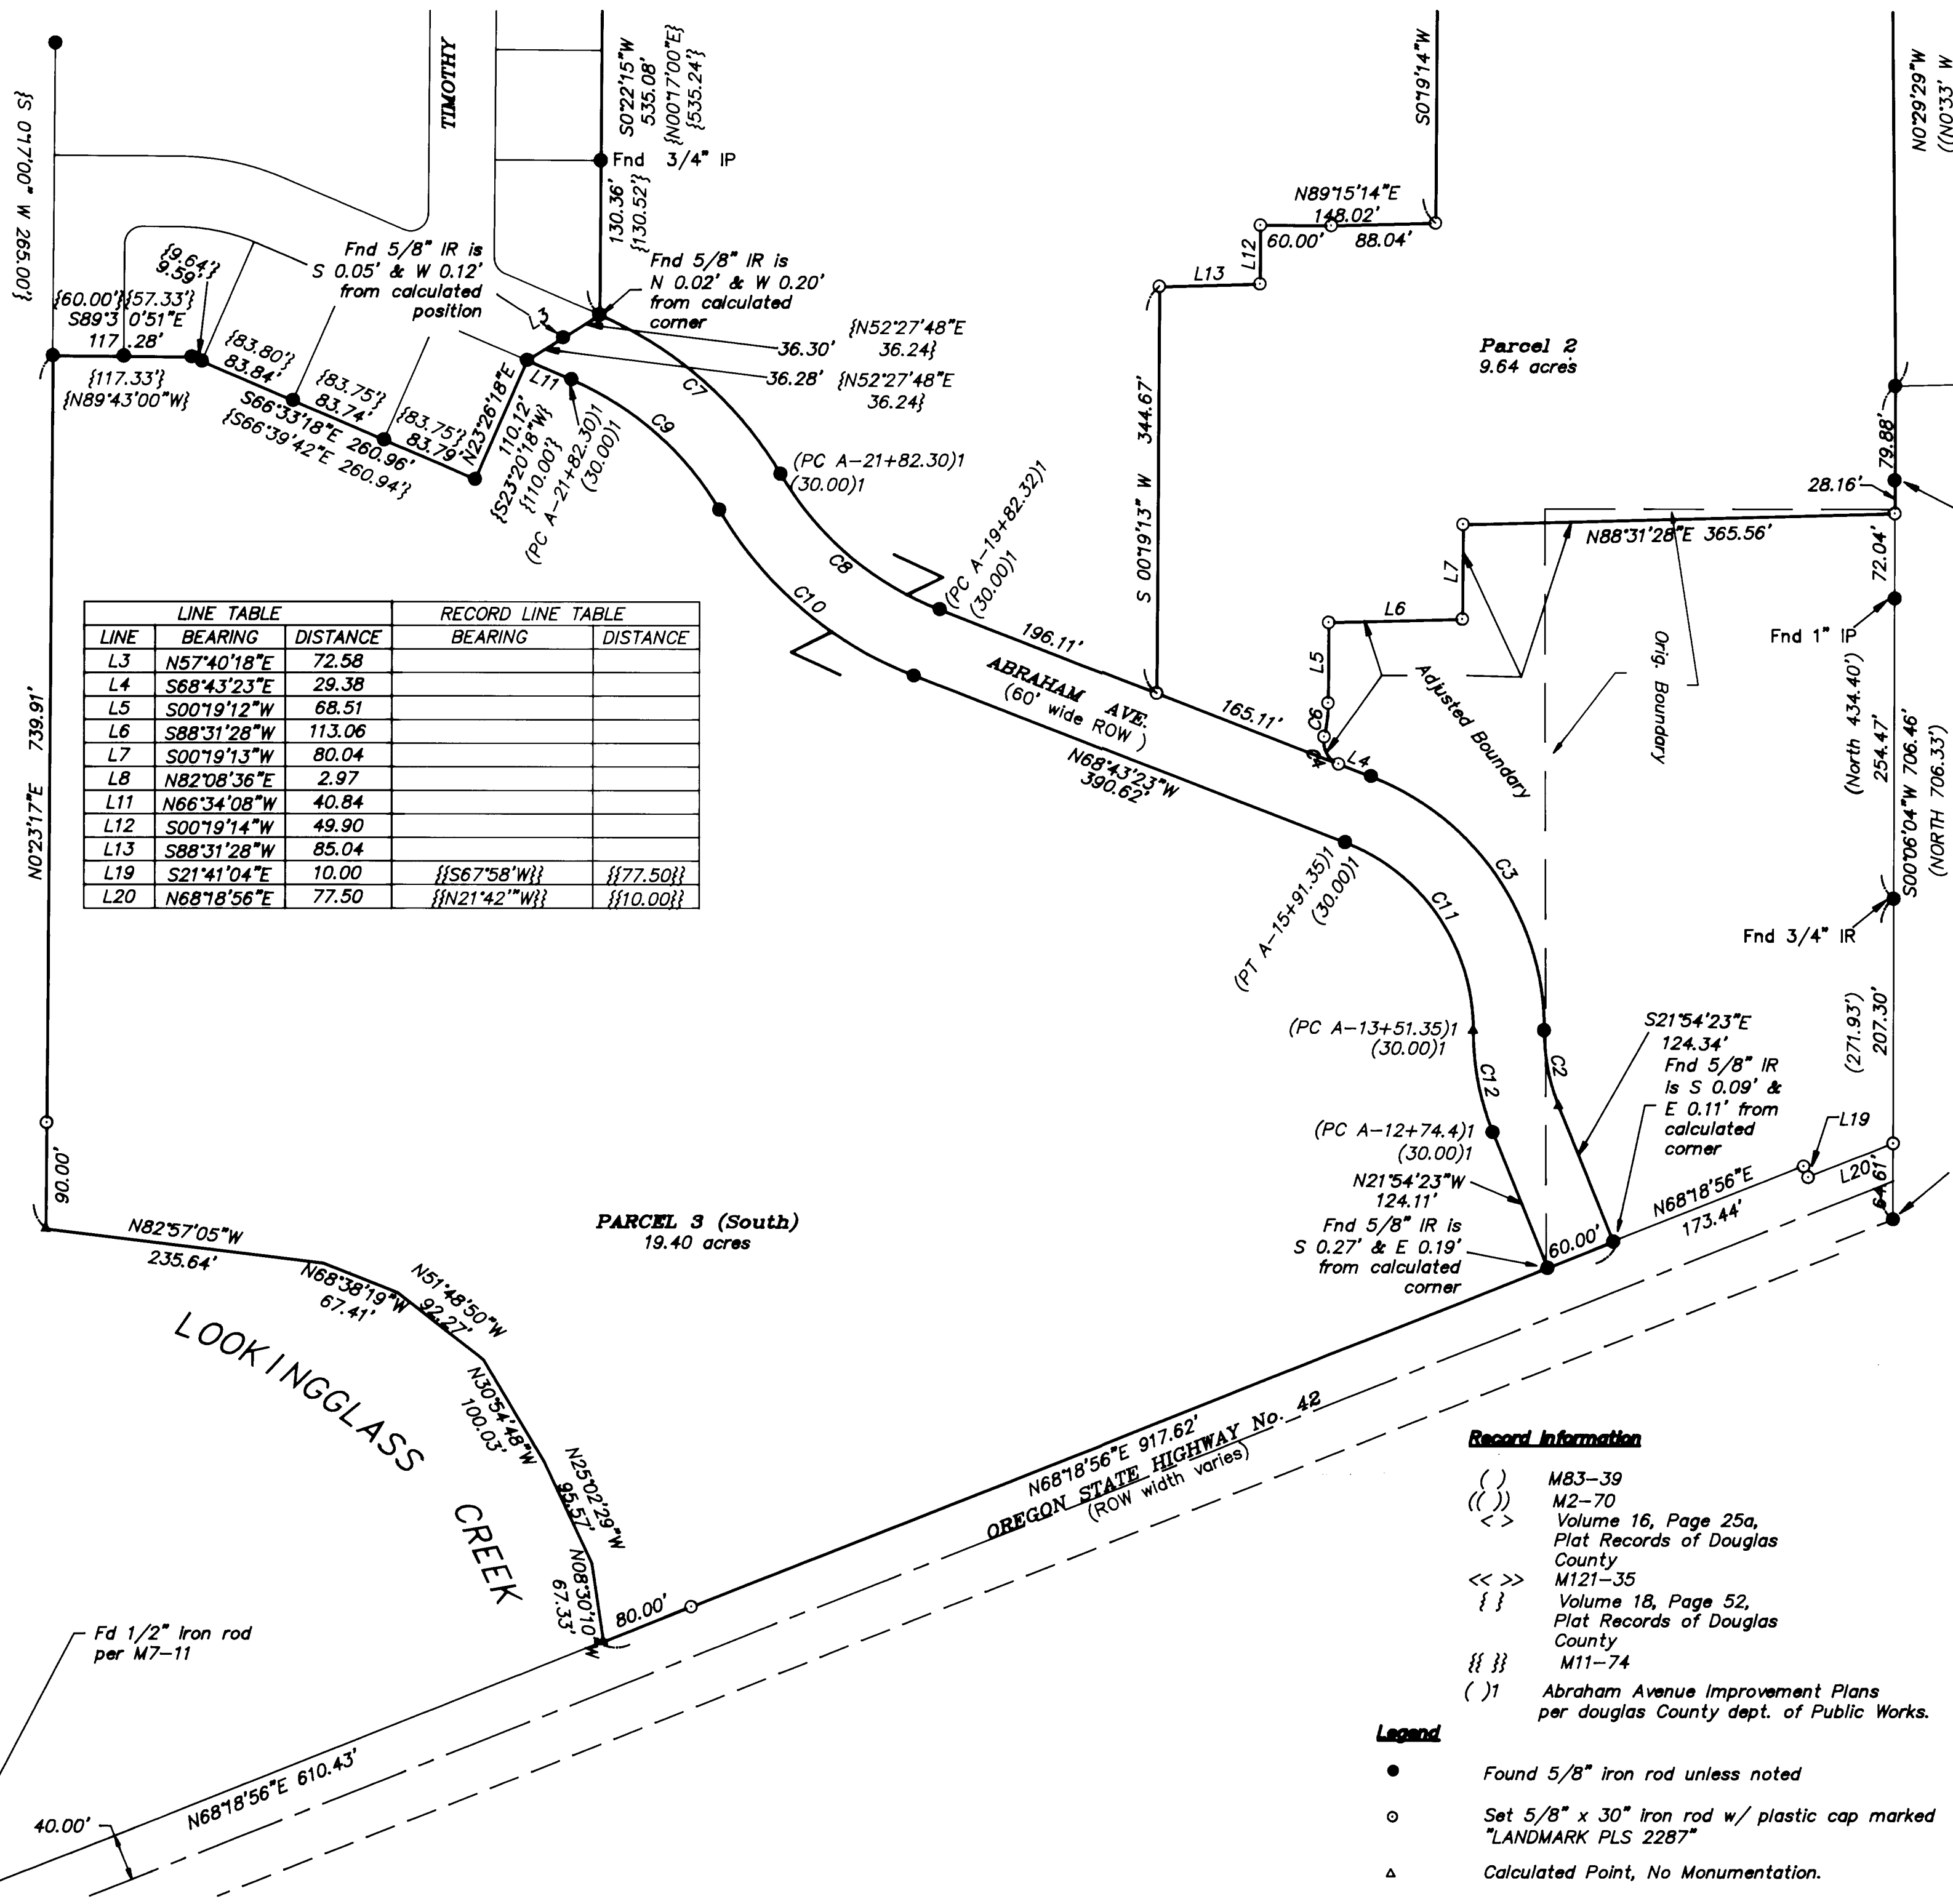 {S 0°17'00" W 265.00'}
TIMOTHY
S0°22'15"W
535.08'
{N00°17'00"E}
{535.24'}
Fnd 3/4" IP
130.36'
{130.52'}
S0°19'14"W
N0°29'29"W
((N0°33' W
N89°15'14"E
148.02'
60.00'
88.04'
L12
L13
Fnd 5/8" IR is
S 0.05' & W 0.12'
from calculated
position
Fnd 5/8" IR is
N 0.02' & W 0.20'
from calculated
corner
{9.64'}
9.59'
{60.00'}
{57.33'}
S89°30'51"E
117.28'
{117.33'}
{N89°43'00"W}
{83.80'}
83.84'
{83.75'}
83.74'
{83.75'}
83.79'
S66°33'18"E 260.96'
{S66°39'42"E 260.94'}
L3
L11
N23°26'18"E
110.12'
{S23°20'18"W}
{110.00'}
(PC A-21+82.30)1
(30.00)1
36.30'
{N52°27'48"E
36.24}
36.28'
{N52°27'48"E
36.24}
C7
C9
(PC A-21+82.30)1
(30.00)1
C8
C10
(PC A-19+82.32)1
(30.00)1
S 00°19'13" W 344.67'
Parcel 2
9.64 acres
79.88'
28.16'
N88°31'28"E 365.56'
72.04'
L7
L6
L5
C6
C4
L4
Fnd 1" IP
Orig. Boundary
Adjusted Boundary
(North 434.40')
254.47'
S00°06'04"W 706.46'
(NORTH 706.33')
LINE TABLE RECORD LINE TABLE
LINE BEARING DISTANCE BEARING DISTANCE
L3 N57°40'18"E 72.58
L4 S68°43'23"E 29.38
L5 S00°19'12"W 68.51
L6 S88°31'28"W 113.06
L7 S00°19'13"W 80.04
L8 N82°08'36"E 2.97
L11 N66°34'08"W 40.84
L12 S00°19'14"W 49.90
L13 S88°31'28"W 85.04
L19 S21°41'04"E 10.00 {{S67°58'W}} {{77.50}}
L20 N68°18'56"E 77.50 {{N21°42'"W}} {{10.00}}
N0°23'17"E 739.91'
196.11'
ABRAHAM AVE.
(60' wide ROW )
165.11'
N68°43'23"W
390.62'
C3
C11
(PT A-15+91.35)1
(30.00)1
Fnd 3/4" IR
(271.93')
207.30'
(PC A-13+51.35)1
(30.00)1
C12
C2
S21°54'23"E
124.34'
Fnd 5/8" IR
is S 0.09' &
E 0.11' from
calculated
corner
(PC A-12+74.4)1
(30.00)1
N21°54'23"W
124.11'
Fnd 5/8" IR is
S 0.27' & E 0.19'
from calculated
corner
60.00'
N68°18'56"E
173.44'
L19
L20
64.61'
90.00'
N82°57'05"W
235.64'
N68°38'19"W
67.41'
N51°48'50"W
92.27'
N30°54'48"W
100.03'
N25°02'29"W
95.57'
N08°30'10"W
67.33'
PARCEL 3 (South)
19.40 acres
LOOKINGGLASS
CREEK
80.00'
N68°18'56"E 917.62'
OREGON STATE HIGHWAY No. 42
(ROW width varies)
Fd 1/2" iron rod
per M7-11
N68°18'56"E 610.43'
40.00'
Record Information
( ) M83-39
(( )) M2-70
< > Volume 16, Page 25a,
Plat Records of Douglas
County
<< >> M121-35
{ } Volume 18, Page 52,
Plat Records of Douglas
County
{{ }} M11-74
( )1 Abraham Avenue Improvement Plans
per douglas County dept. of Public Works.
Legend
Found 5/8" iron rod unless noted
Set 5/8" x 30" iron rod w/ plastic cap marked
"LANDMARK PLS 2287"
Calculated Point, No Monumentation.